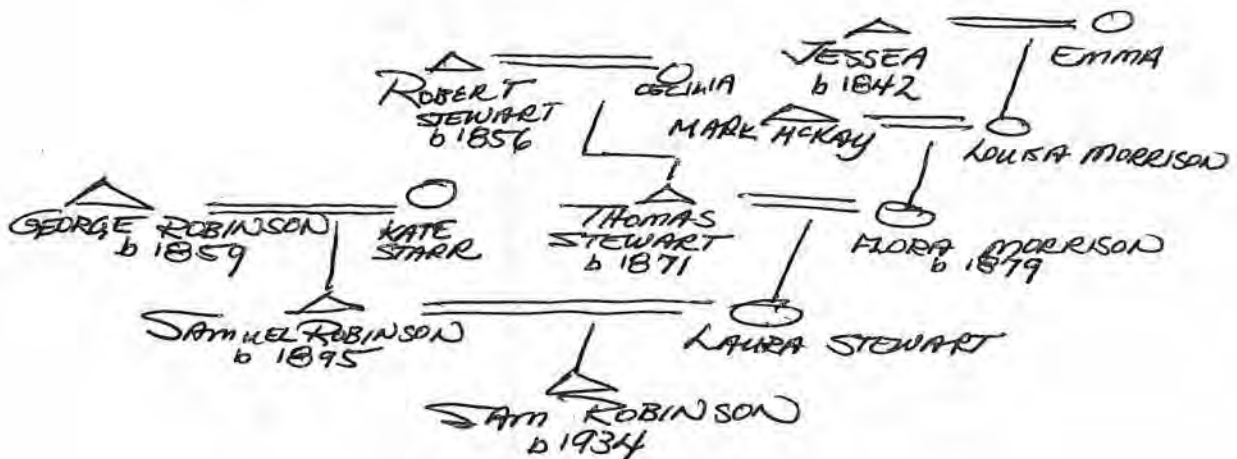 JESSEA
b 1842
EMMA
ROBERT
STEWART
b 1856
CECILIA
MARK McKAY
LOUISA MORRISON
GEORGE ROBINSON
b 1859
KATE
STARR
THOMAS
STEWART
b 1871
FLORA MORRISON
b 1879
SAMUEL ROBINSON
b 1895
LAURA STEWART
SAM ROBINSON
b 1934